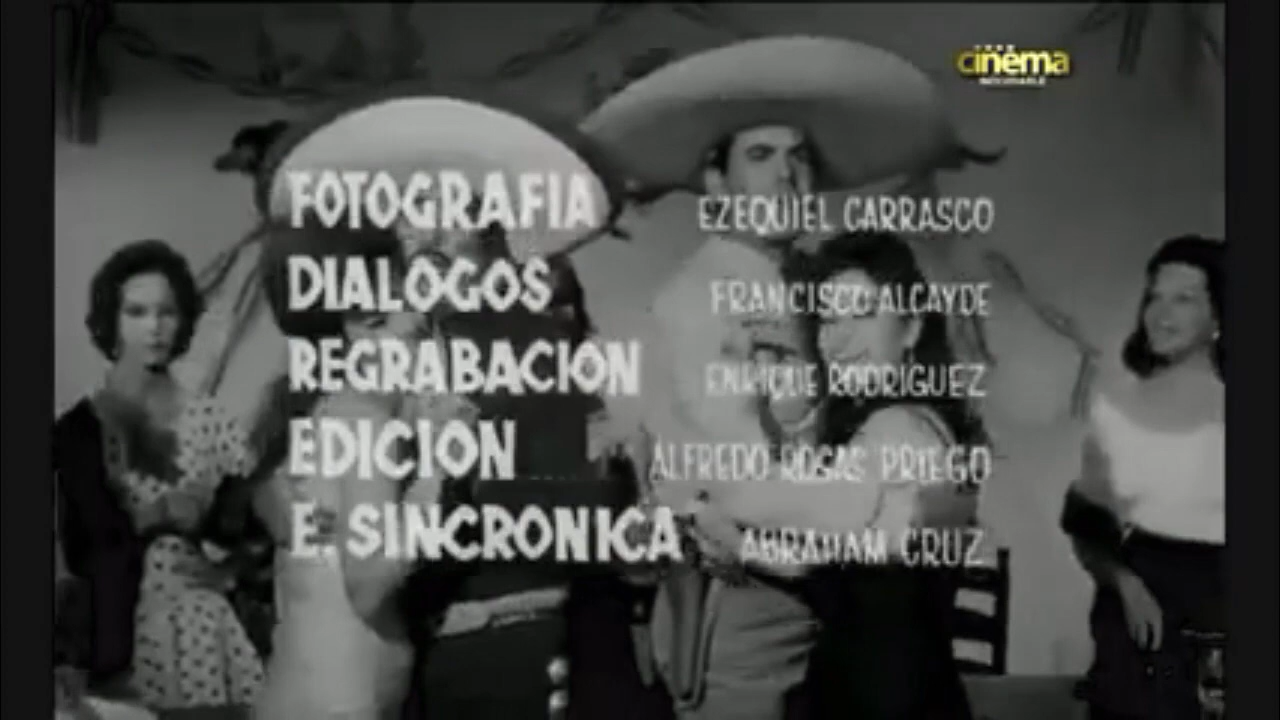 cinema
FOTOGRAFIA EZEQUIEL CARRASCO
DIALOGOS FRANCISCO ALCAYDE
REGRABACION ENRIQUE RODRIGUEZ
EDICION ALFREDO ROSAS PRIEGO
E. SINCRONICA ABRAHAM CRUZ